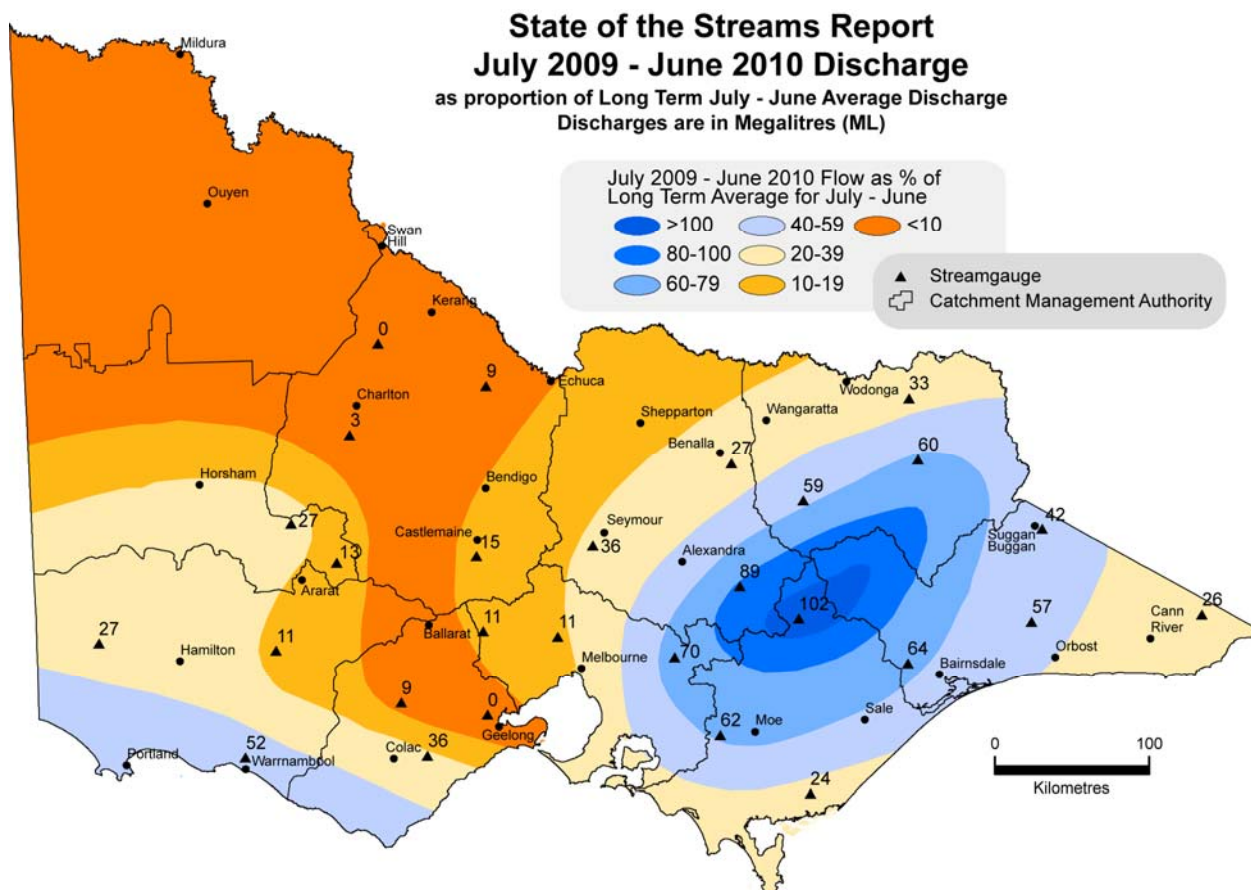 State of the Streams Report
July 2009 - June 2010 Discharge
as proportion of Long Term July - June Average Discharge
Discharges are in Megalitres (ML)
July 2009 - June 2010 Flow as % of
Long Term Average for July - June
>100
40-59
<10
80-100
20-39
60-79
10-19
Streamgauge
Catchment Management Authority
Mildura
Ouyen
Swan
Hill
Kerang
0
9
Echuca
Charlton
3
Shepparton
Wodonga
33
Wangaratta
Benalla
27
60
Horsham
Bendigo
59
27
Castlemaine
15
Seymour
36
42
Suggan
Buggan
13
Ararat
Alexandra
89
102
57
26
Cann
River
Orbost
27
Hamilton
11
Ballarat
11
11
Melbourne
70
64
Bairnsdale
9
0
Geelong
62
Moe
Sale
Portland
52
Warrnambool
Colac
36
24
0
100
Kilometres